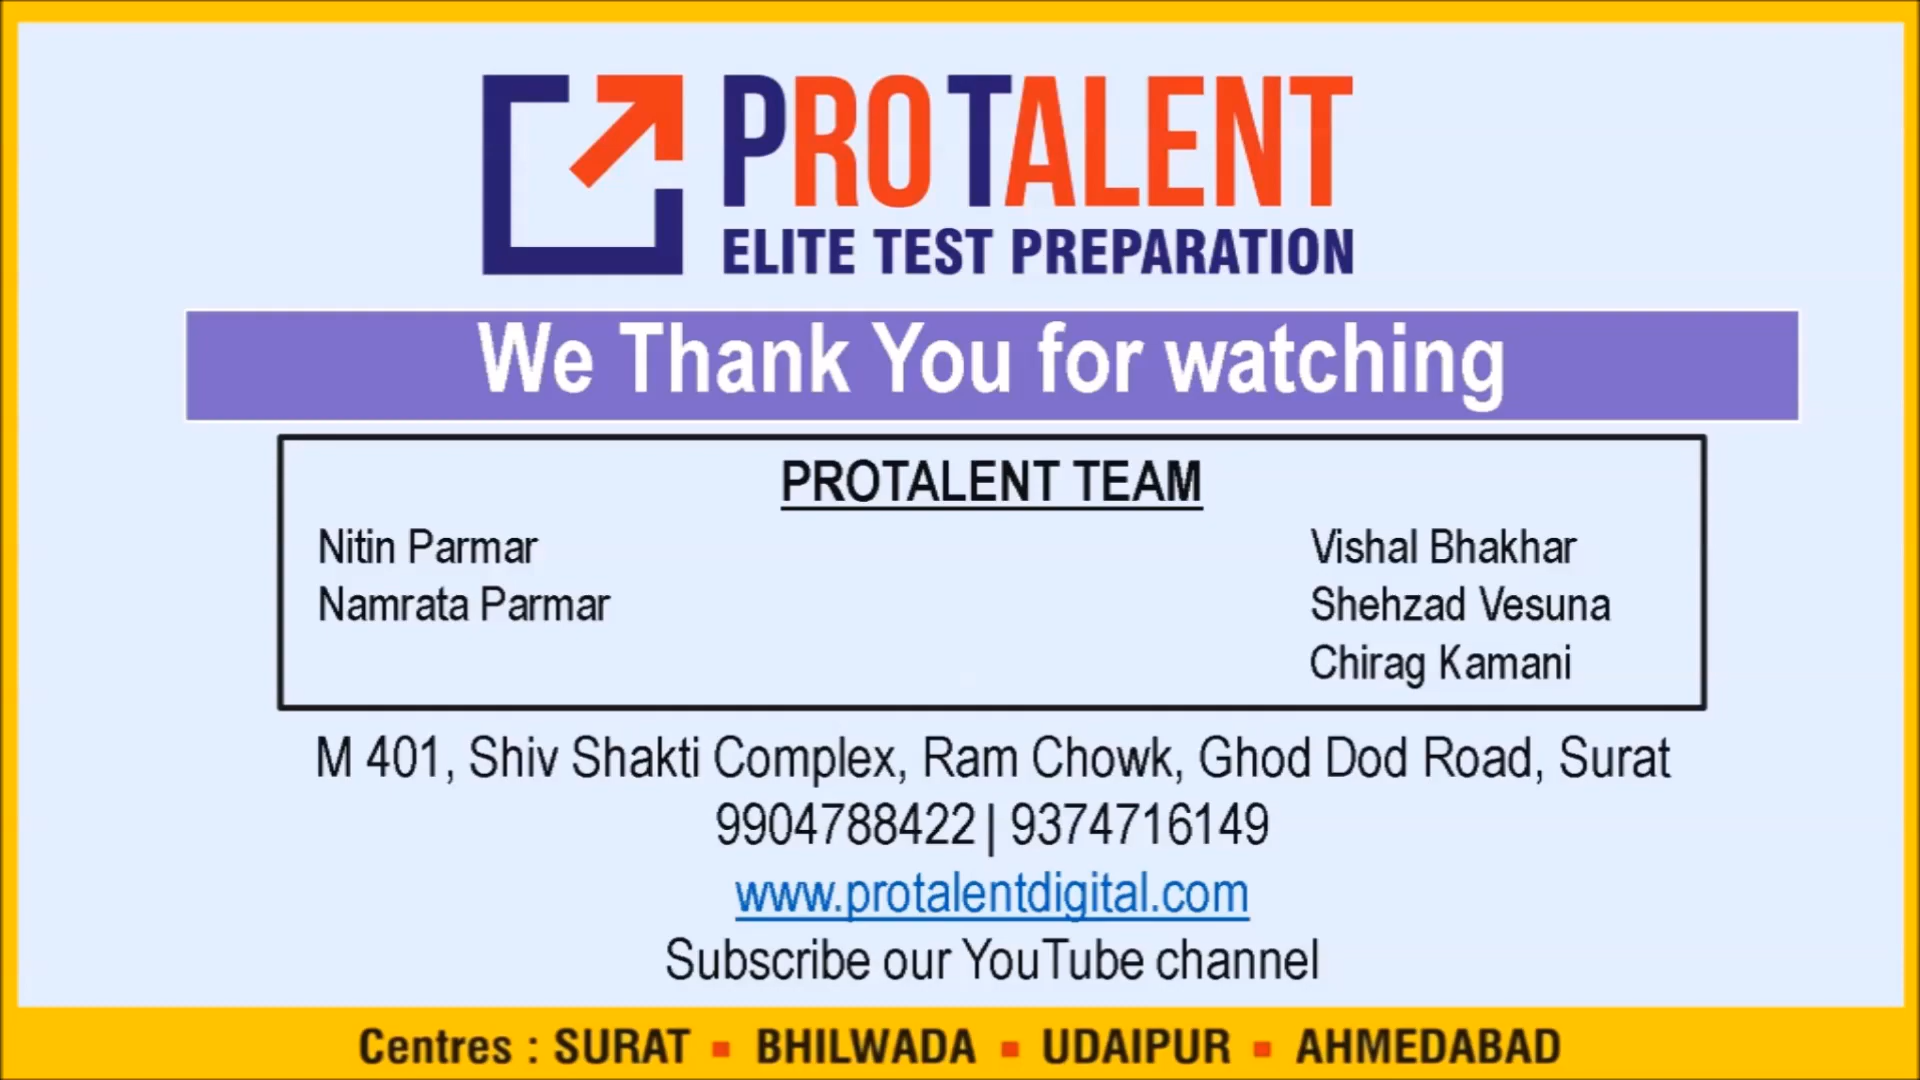 PROTALENT
ELITE TEST PREPARATION
We Thank You for watching
PROTALENT TEAM
Nitin Parmar Vishal Bhakhar
Namrata Parmar Shehzad Vesuna
Chirag Kamani
M 401, Shiv Shakti Complex, Ram Chowk, Ghod Dod Road, Surat
9904788422 | 9374716149
www.protalentdigital.com
Subscribe our YouTube channel
Centres : SURAT ▪ BHILWADA ▪ UDAIPUR ▪ AHMEDABAD